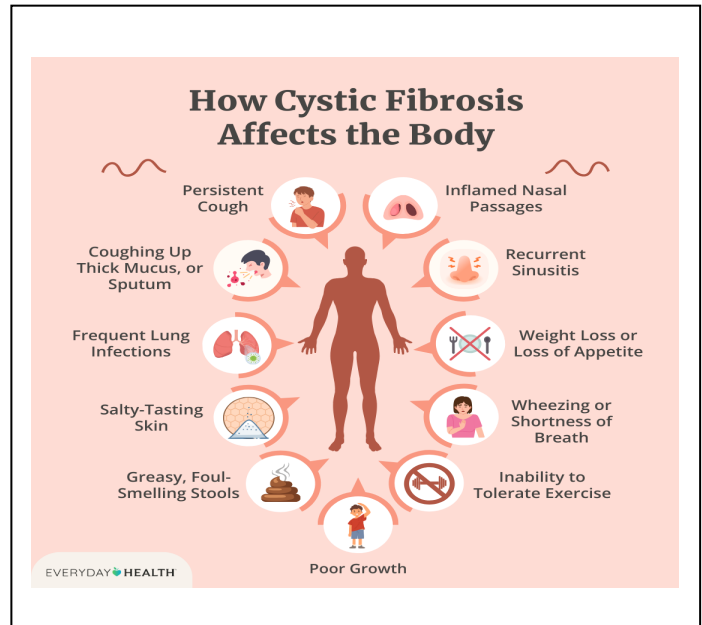 How Cystic Fibrosis
Affects the Body
Persistent
Cough
Inflamed Nasal
Passages
Coughing Up
Thick Mucus, or
Sputum
Recurrent
Sinusitis
Frequent Lung
Infections
Weight Loss or
Loss of Appetite
Salty-Tasting
Skin
Wheezing or
Shortness of
Breath
Greasy, Foul-
Smelling Stools
Inability to
Tolerate Exercise
Poor Growth
EVERYDAY HEALTH